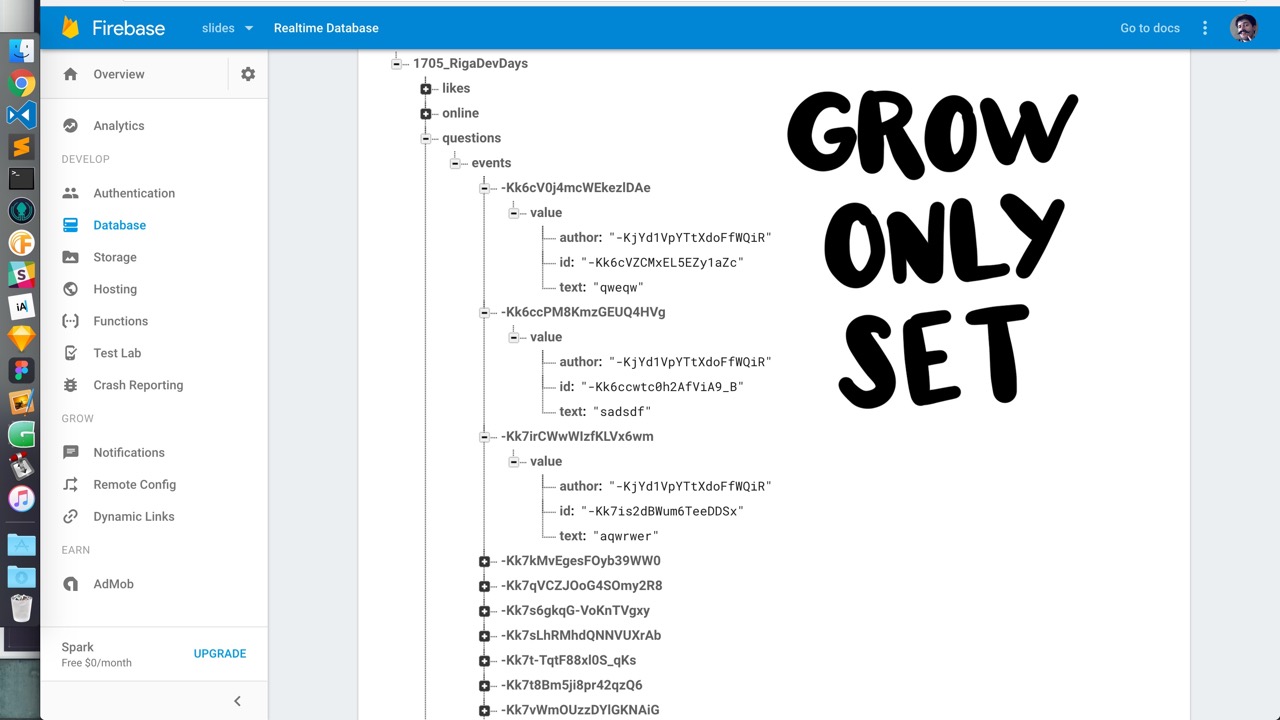 Firebase
slides
Realtime Database
Go to docs
Overview
Analytics
DEVELOP
Authentication
Database
Storage
Hosting
Functions
Test Lab
Crash Reporting
GROW
Notifications
Remote Config
Dynamic Links
EARN
AdMob
Spark
Free $0/month
UPGRADE
1705_RigaDevDays
likes
online
questions
events
-Kk6cV0j4mcWEkezlDAe
value
author: "-KjYd1VpYTtXdoFfWQiR"
id: "-Kk6cVZCMxEL5EZy1aZc"
text: "qweqw"
-Kk6ccPM8KmzGEUQ4HVg
value
author: "-KjYd1VpYTtXdoFfWQiR"
id: "-Kk6ccwtc0h2AfViA9_B"
text: "sadsdf"
-Kk7irCWwWIzfKLVx6wm
value
author: "-KjYd1VpYTtXdoFfWQiR"
id: "-Kk7is2dBWum6TeeDDSx"
text: "aqwrwer"
-Kk7kMvEgesFOyb39WW0
-Kk7qVCZJOoG4SOmy2R8
-Kk7s6gkqG-VoKnTVgxy
-Kk7sLhRMhdQNNVUXrAb
-Kk7t-TqtF88xl0S_qKs
-Kk7t8Bm5ji8pr42qzQ6
-Kk7vWmOUzzDYlGKNAiG
GROW
ONLY
SET